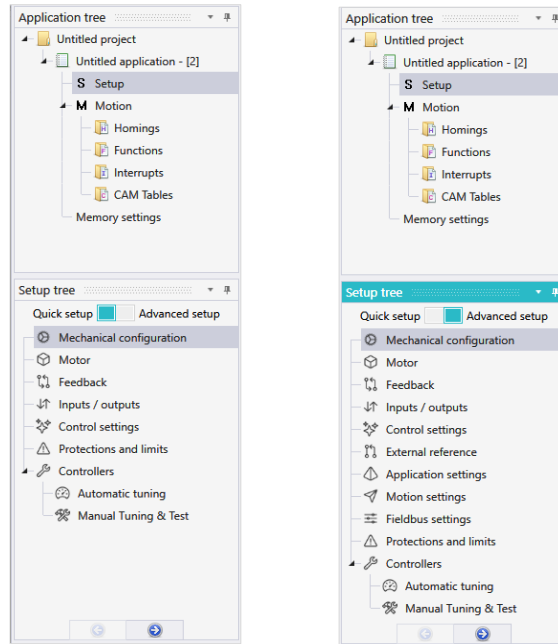 Application tree
Untitled project
Untitled application - [2]
S Setup
M Motion
Homings
Functions
Interrupts
CAM Tables
Memory settings
Setup tree
Quick setup Advanced setup
Mechanical configuration
Motor
Feedback
Inputs / outputs
Control settings
Protections and limits
Controllers
Automatic tuning
Manual Tuning & Test
Application tree
Untitled project
Untitled application - [2]
S Setup
M Motion
Homings
Functions
Interrupts
CAM Tables
Memory settings
Setup tree
Quick setup Advanced setup
Mechanical configuration
Motor
Feedback
Inputs / outputs
Control settings
External reference
Application settings
Motion settings
Fieldbus settings
Protections and limits
Controllers
Automatic tuning
Manual Tuning & Test